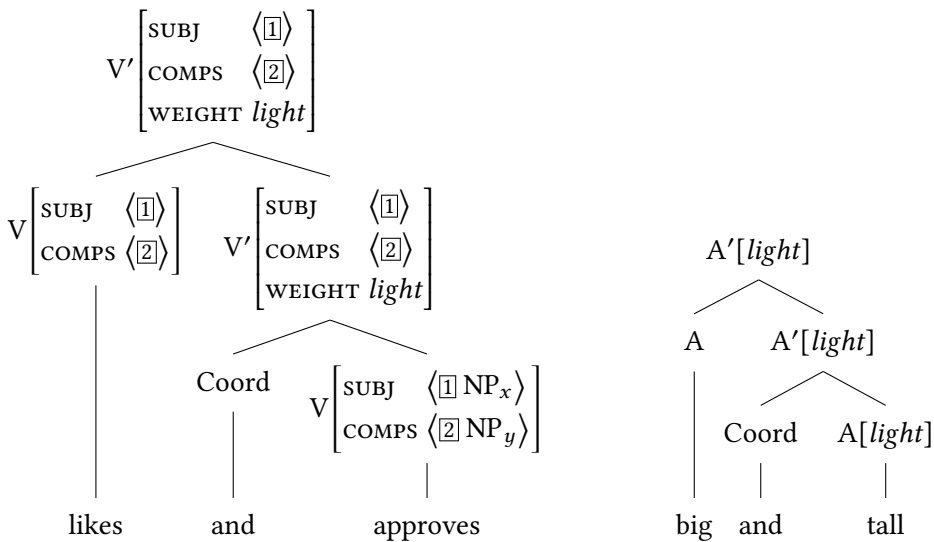 V′[SUBJ ⟨[1]⟩
COMPS ⟨[2]⟩
WEIGHT light]
V[SUBJ ⟨[1]⟩
COMPS ⟨[2]⟩]
V′[SUBJ ⟨[1]⟩
COMPS ⟨[2]⟩
WEIGHT light]
Coord
V[SUBJ ⟨[1] NPₓ⟩
COMPS ⟨[2] NP_y⟩]
likes and approves
A′[light]
A A′[light]
Coord A[light]
big and tall